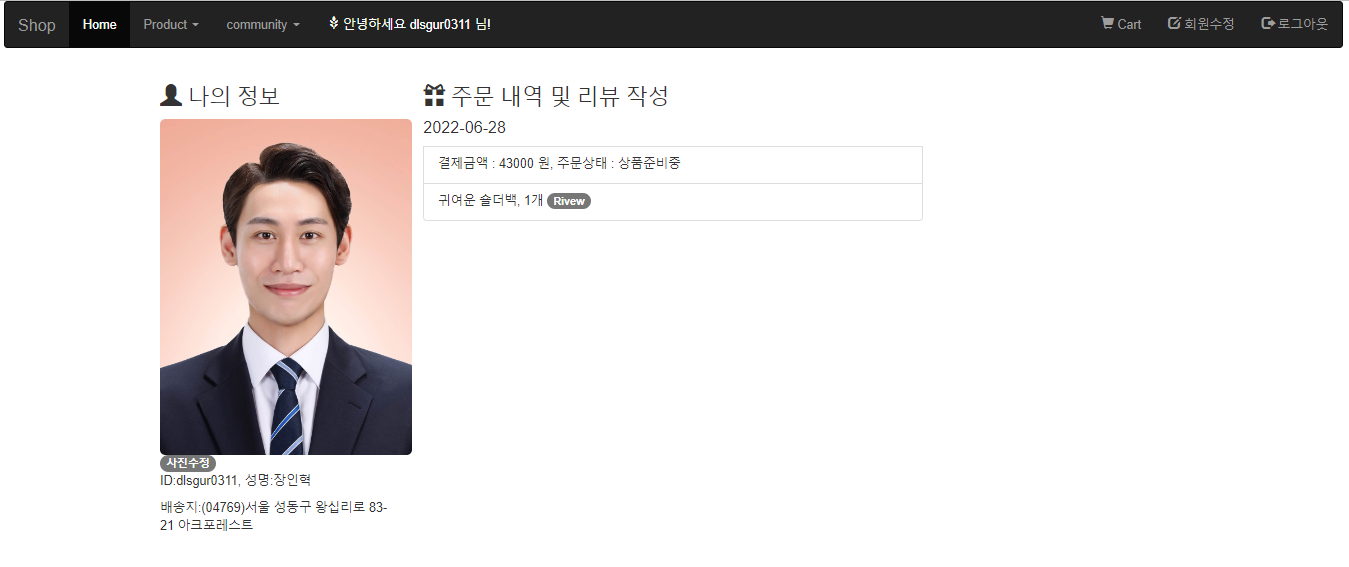 Shop Home Product community 안녕하세요 dlsgur0311 님! Cart 회원수정 로그아웃
나의 정보
사진수정
ID:dlsgur0311, 성명:장인혁
배송지:(04769)서울 성동구 왕십리로 83-
21 아크포레스트
주문 내역 및 리뷰 작성
2022-06-28
결제금액 : 43000 원, 주문상태 : 상품준비중
귀여운 숄더백, 1개 Rivew